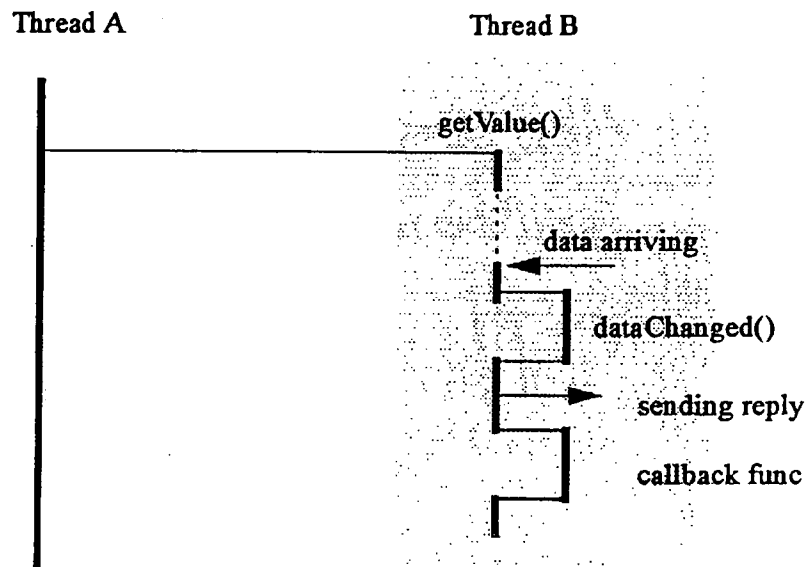 Thread A
Thread B
getValue()
data arriving
dataChanged()
sending reply
callback func